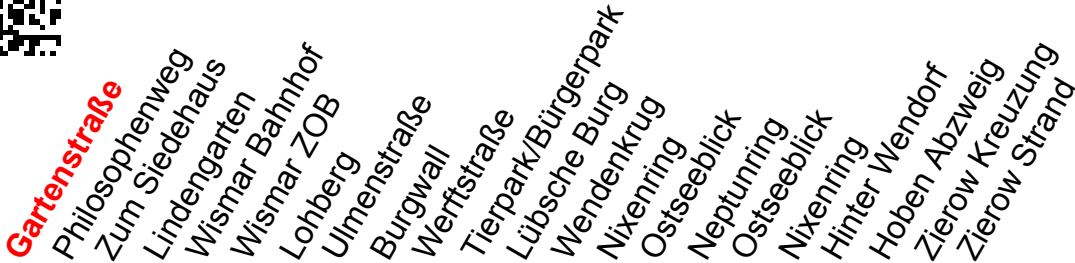 Gartenstraße
Philosophenweg
Zum Siedehaus
Lindengarten
Wismar Bahnhof
Wismar ZOB
Lohberg
Ulmenstraße
Burgwall
Werftstraße
Tierpark/Bürgerpark
Lübsche Burg
Wendenkrug
Nixenring
Ostseeblick
Neptunring
Ostseeblick
Nixenring
Hinter Wendorf
Hoben Abzweig
Zierow Kreuzung
Zierow Strand